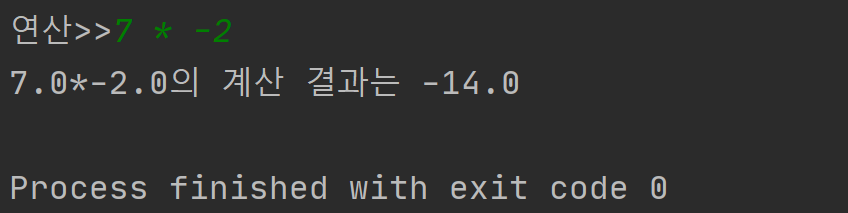 연산>>7 * -2
7.0*-2.0의 계산 결과는 -14.0
Process finished with exit code 0